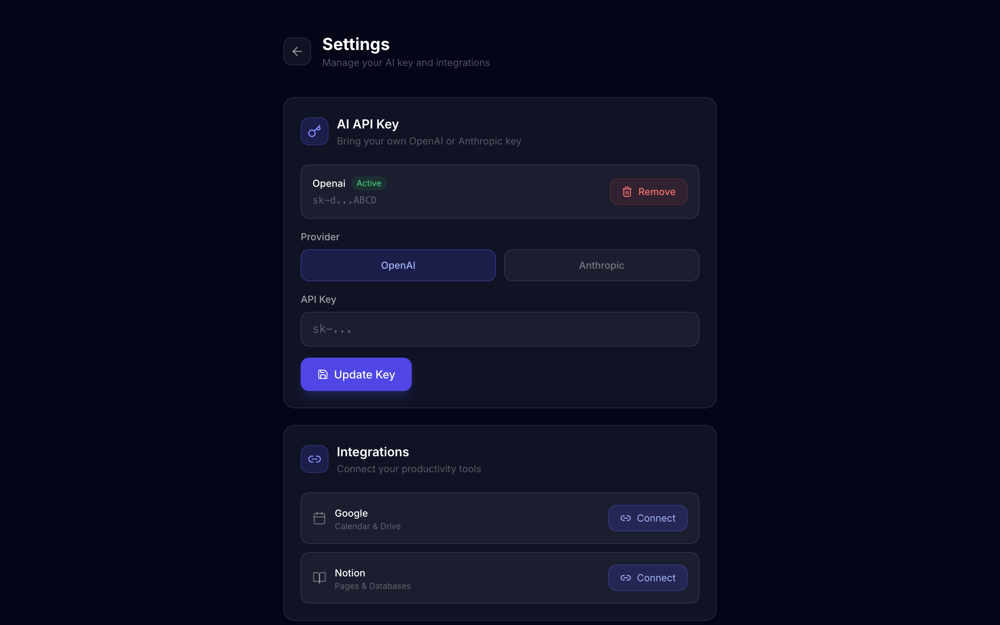 Settings
Manage your AI key and integrations
AI API Key
Bring your own OpenAI or Anthropic key
Openai Active
sk-d...ABCD
Remove
Provider
OpenAI
Anthropic
API Key
sk-...
Update Key
Integrations
Connect your productivity tools
Google
Calendar & Drive
Connect
Notion
Pages & Databases
Connect